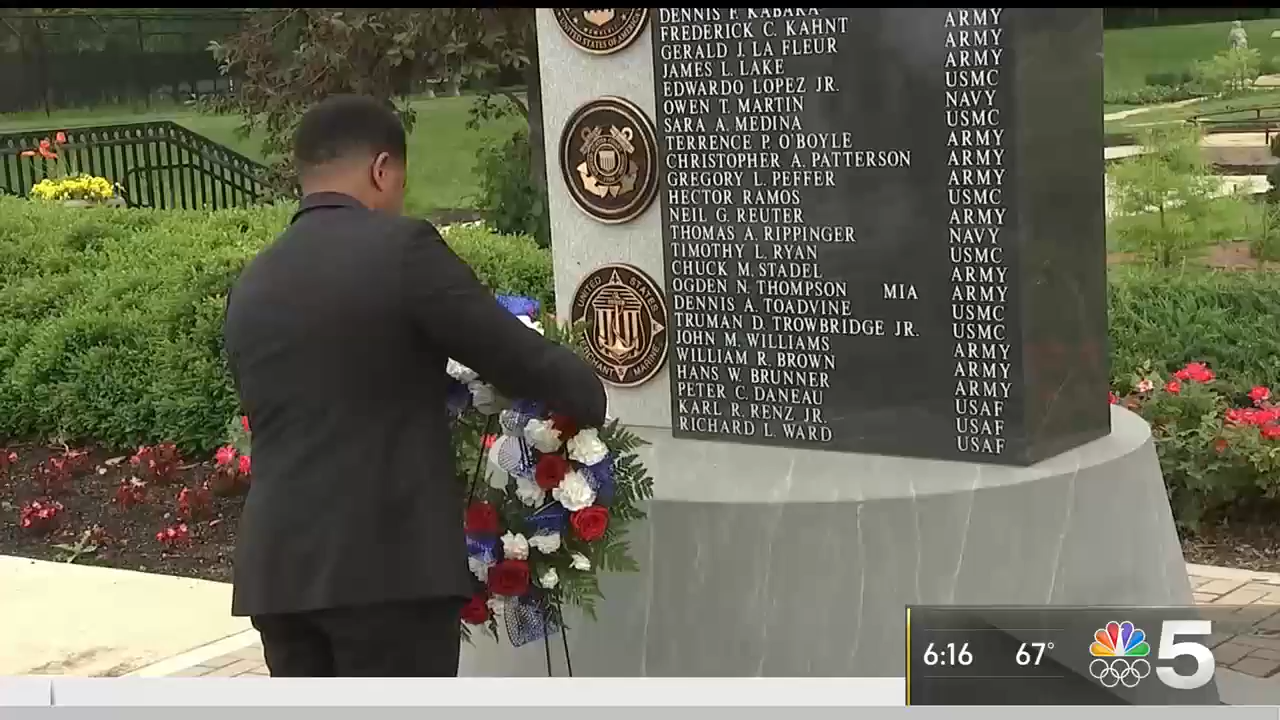 DENNIS F. KABARA ARMY
FREDERICK C. KAHNT ARMY
GERALD J. LA FLEUR ARMY
JAMES L. LAKE USMC
EDWARDO LOPEZ JR. NAVY
OWEN T. MARTIN USMC
SARA A. MEDINA ARMY
TERRENCE P. O'BOYLE ARMY
CHRISTOPHER A. PATTERSON ARMY
GREGORY L. PEFFER USMC
HECTOR RAMOS ARMY
NEIL G. REUTER NAVY
THOMAS A. RIPPINGER USMC
TIMOTHY L. RYAN ARMY
CHUCK M. STADEL ARMY
OGDEN N. THOMPSON MIA USMC
DENNIS A. TOADVINE USMC
TRUMAN D. TROWBRIDGE JR. ARMY
JOHN M. WILLIAMS ARMY
WILLIAM R. BROWN ARMY
HANS W. BRUNNER USAF
PETER C. DANEAU USAF
KARL R. RENZ JR. USAF
RICHARD L. WARD
UNITED STATES OF AMERICA
UNITED STATES
MERCHANT MARINE
6:16 67° 5